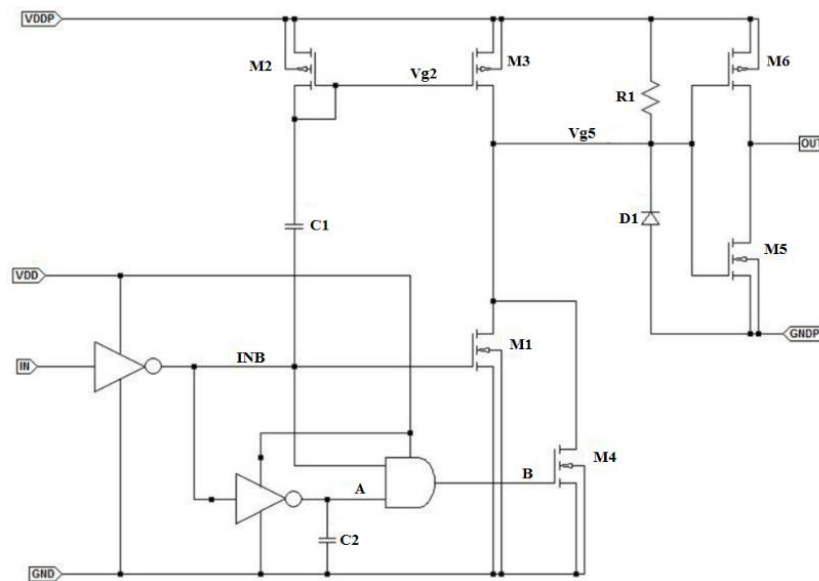 VDDP
M2
Vg2
M3
M6
R1
Vg5
OUT
C1
D1
M5
VDD
GNDP
IN
INB
M1
M4
A
B
C2
GND